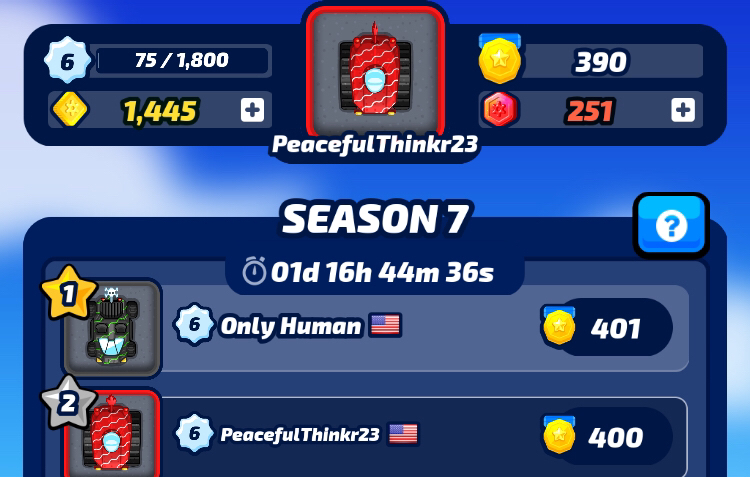 6
75 / 1,800
390
1,445
+
251
+
PeacefulThinkr23
SEASON 7
?
01d 16h 44m 36s
1
6
Only Human
401
2
6
PeacefulThinkr23
400